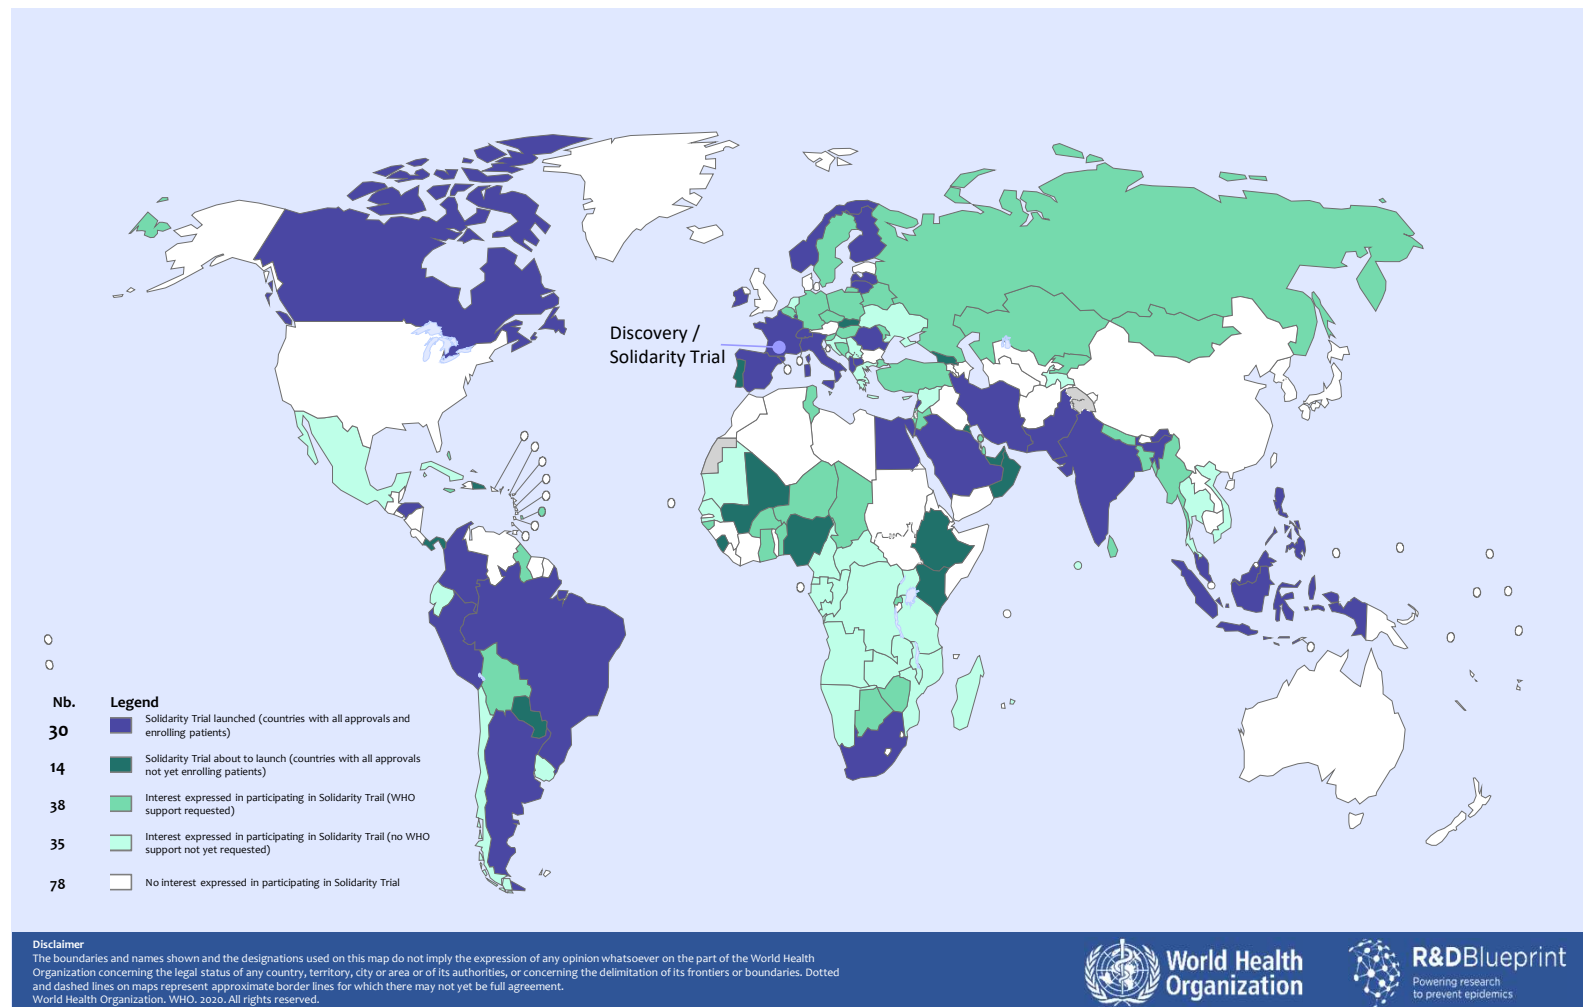 Discovery /
Solidarity Trial
Nb.
Legend
30
Solidarity Trial launched (countries with all approvals and
enrolling patients)
14
Solidarity Trial about to launch (countries with all approvals
not yet enrolling patients)
38
Interest expressed in participating in Solidarity Trail (WHO
support requested)
35
Interest expressed in participating in Solidarity Trail (no WHO
support not yet requested)
78
No interest expressed in participating in Solidarity Trial
Disclaimer
The boundaries and names shown and the designations used on this map do not imply the expression of any opinion whatsoever on the part of the World Health
Organization concerning the legal status of any country, territory, city or area or of its authorities, or concerning the delimitation of its frontiers or boundaries. Dotted
and dashed lines on maps represent approximate border lines for which there may not yet be full agreement.
World Health Organization. WHO. 2020. All rights reserved.
World Health
Organization
R&DBlueprint
Powering research
to prevent epidemics